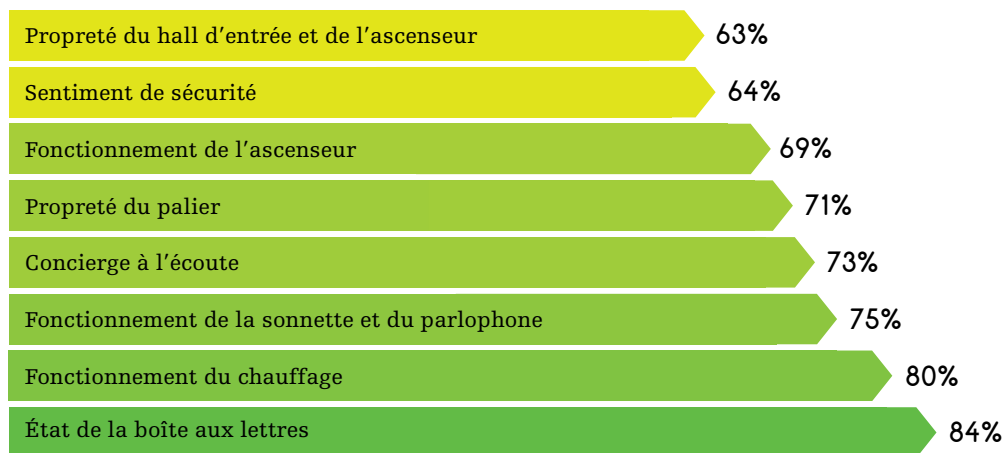 Propreté du hall d'entrée et de l'ascenseur 63%
Sentiment de sécurité 64%
Fonctionnement de l'ascenseur 69%
Propreté du palier 71%
Concierge à l'écoute 73%
Fonctionnement de la sonnette et du parlophone 75%
Fonctionnement du chauffage 80%
État de la boîte aux lettres 84%